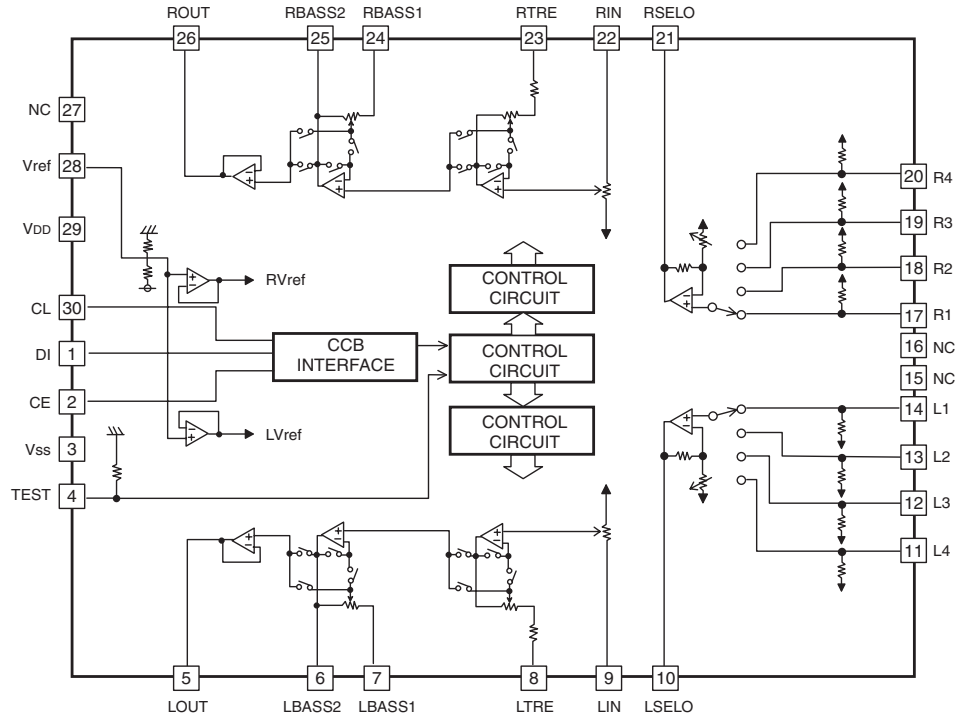 ROUT RBASS2 RBASS1 RTRE RIN RSELO
26 25 24 23 22 21
NC 27
Vref 28
VDD 29
CL 30
DI 1
CE 2
Vss 3
TEST 4
20 R4
19 R3
18 R2
17 R1
16 NC
15 NC
14 L1
13 L2
12 L3
11 L4
RVref
LVref
CCB
INTERFACE
CONTROL
CIRCUIT
CONTROL
CIRCUIT
CONTROL
CIRCUIT
5 6 7 8 9 10
LOUT LBASS2 LBASS1 LTRE LIN LSELO